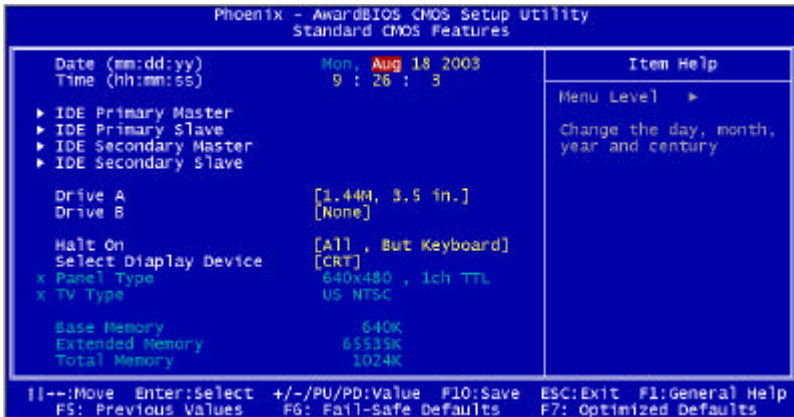 Phoenix - AwardBIOS CMOS Setup Utility
Standard CMOS Features
Date (mm:dd:yy) Mon, Aug 18 2003
Time (hh:mm:ss) 9 : 26 : 3
IDE Primary Master
IDE Primary Slave
IDE Secondary Master
IDE Secondary Slave
Drive A [1.44M, 3.5 in.]
Drive B [None]
Halt On [All , But Keyboard]
Select Diaplay Device [CRT]
x Panel Type 640x480 , 1ch TTL
x TV Type US NTSC
Base Memory 640K
Extended Memory 65535K
Total Memory 1024K
Item Help
Menu Level ▸
Change the day, month,
year and century
:Move Enter:Select +/-/PU/PD:Value F10:Save ESC:Exit F1:General Help
F5: Previous Values F6: Fail-Safe Defaults F7: Optimized Defaults